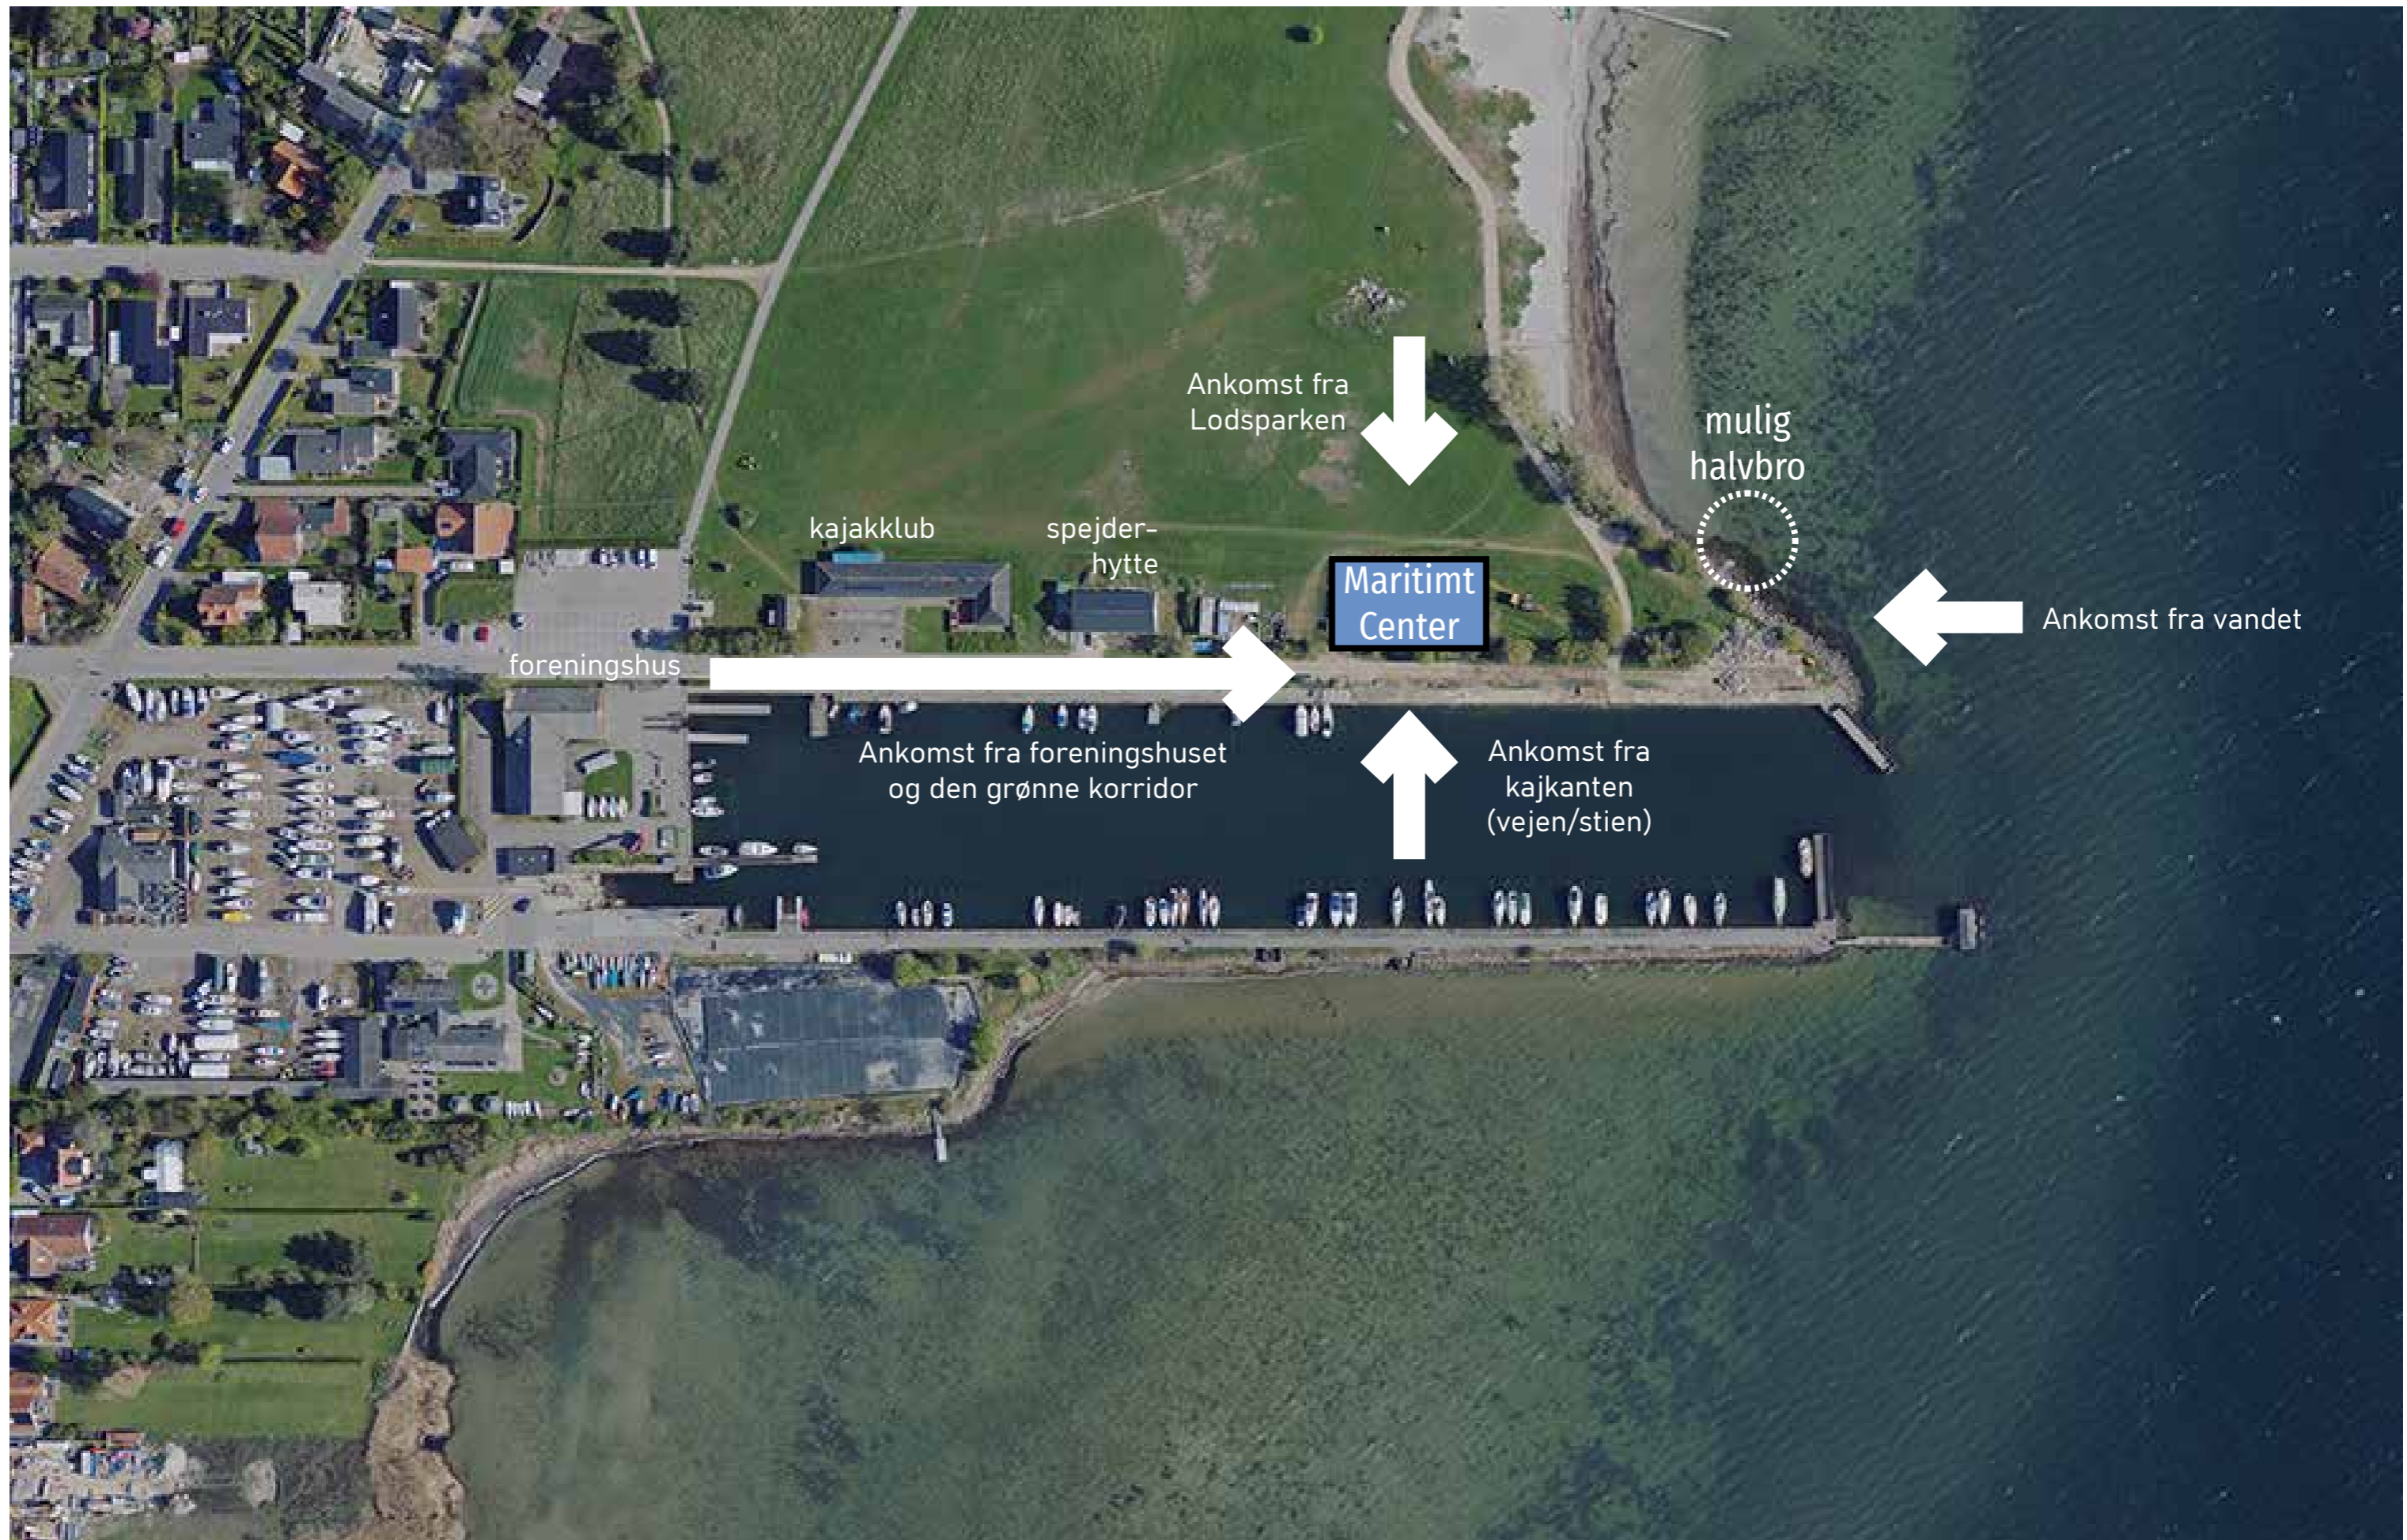 Ankomst fra
Lodsparken
mulig
halvbro
kajakklub
spejder-
hytte
Maritimt
Center
Ankomst fra vandet
foreningshus
Ankomst fra foreningshuset
og den grønne korridor
Ankomst fra
kajkanten
(vejen/stien)